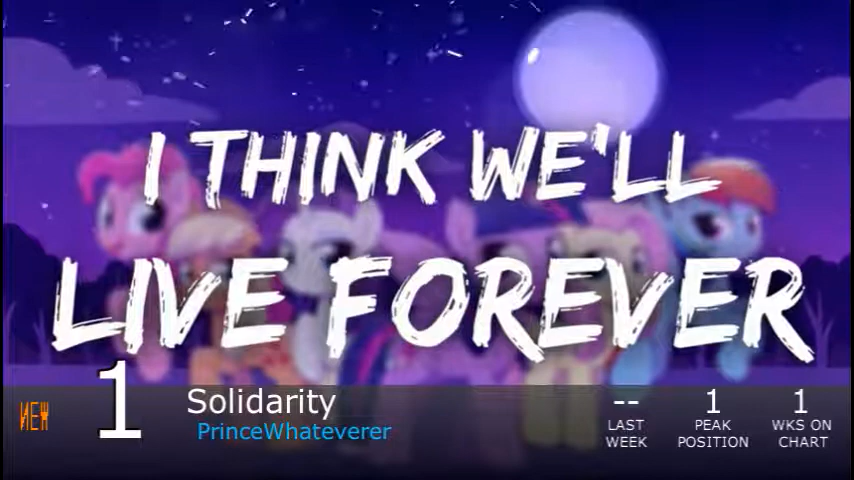 I THINK WE'LL
LIVE FOREVER
NEW
1
Solidarity
PrinceWhateverer
--
LAST
WEEK
1
PEAK
POSITION
1
WKS ON
CHART